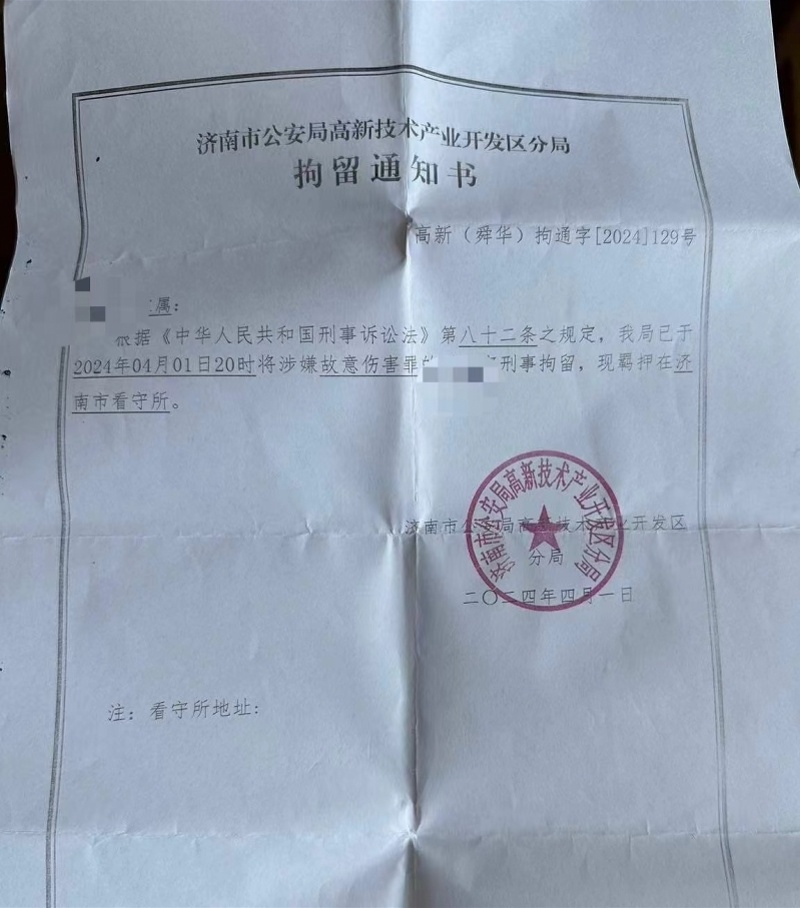 济南市公安局高新技术产业开发区分局
拘留通知书
高新（舜华）拘通字[2024]129号
属：
依据《中华人民共和国刑事诉讼法》第八十二条之规定，我局已于
2024年04月01日20时将涉嫌故意伤害罪的 刑事拘留，现羁押在济
南市看守所。
济南市公安局高新技术产业开发区
分局
二〇二四年四月一日
济南市公安局高新技术产业开发区分局
注：看守所地址：